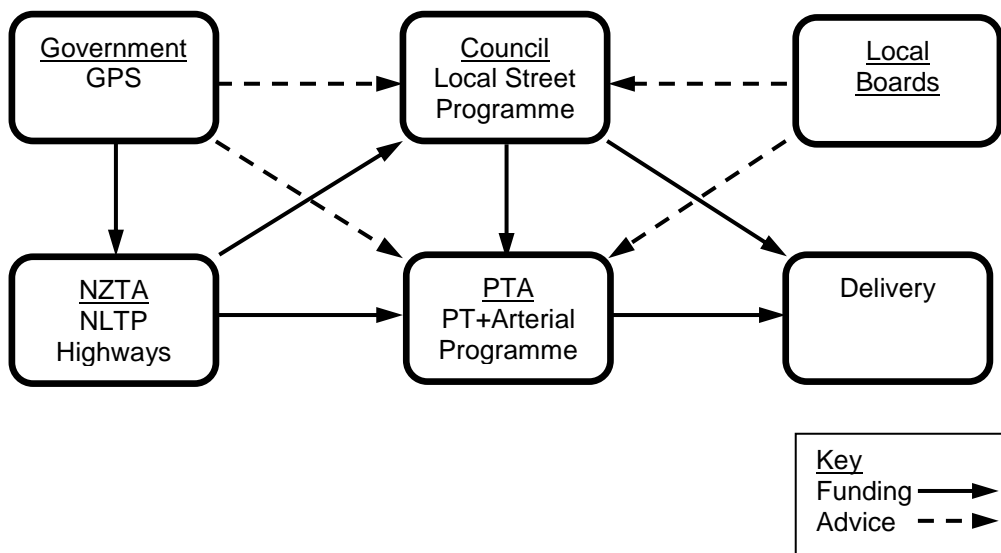 Government
GPS
Council
Local Street
Programme
Local
Boards
NZTA
NLTP
Highways
PTA
PT+Arterial
Programme
Delivery
Key
Funding
Advice